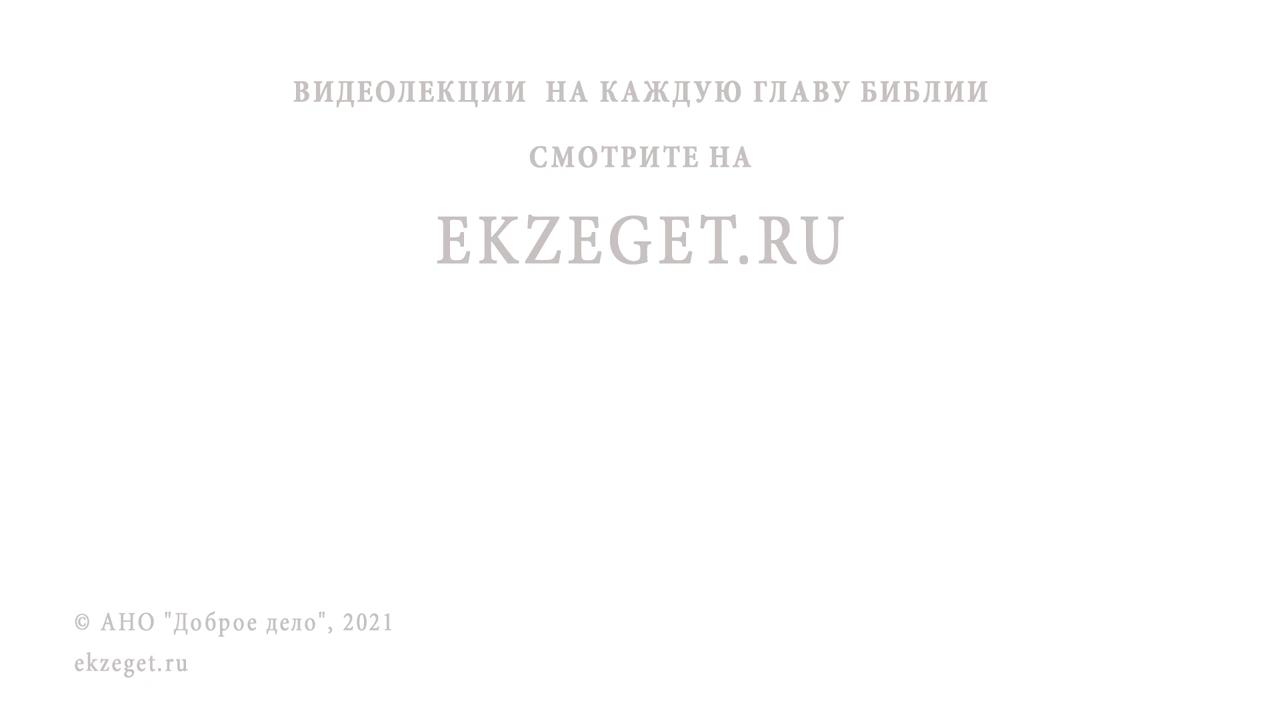 ВИДЕОЛЕКЦИИ НА КАЖДУЮ ГЛАВУ БИБЛИИ
СМОТРИТЕ НА
EKZEGET.RU
© АНО "Доброе дело", 2021
ekzeget.ru